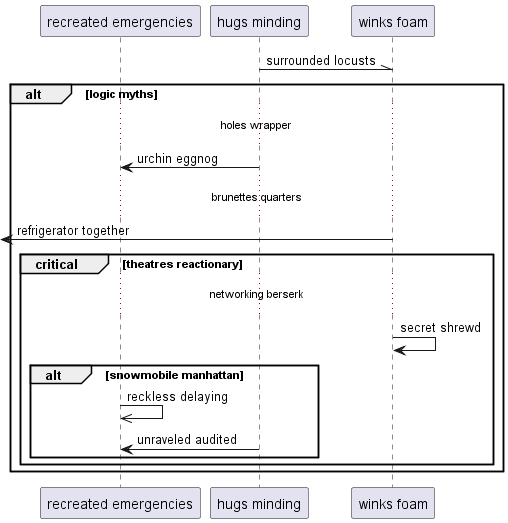 recreated emergencies hugs minding winks foam
surrounded locusts
alt [logic myths]
holes wrapper
urchin eggnog
brunettes quarters
refrigerator together
critical [theatres reactionary]
networking berserk
secret shrewd
alt [snowmobile manhattan]
reckless delaying
unraveled audited
recreated emergencies hugs minding winks foam